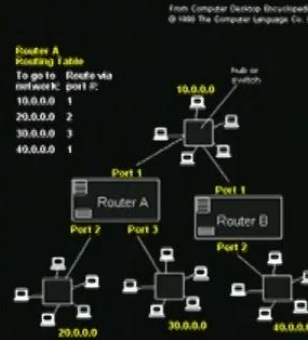 From Computer Desktop Encyclopedia
© 1998 The Computer Language Co.
Router A
Routing Table
To go to Route via
network: port #:
10.0.0.0 1
20.0.0.0 2
30.0.0.0 3
40.0.0.0 1
hub or
switch
10.0.0.0
Port 1
Router A
Port 2 Port 3
Port 1
Router B
Port 2
20.0.0.0
30.0.0.0
40.0.0.0